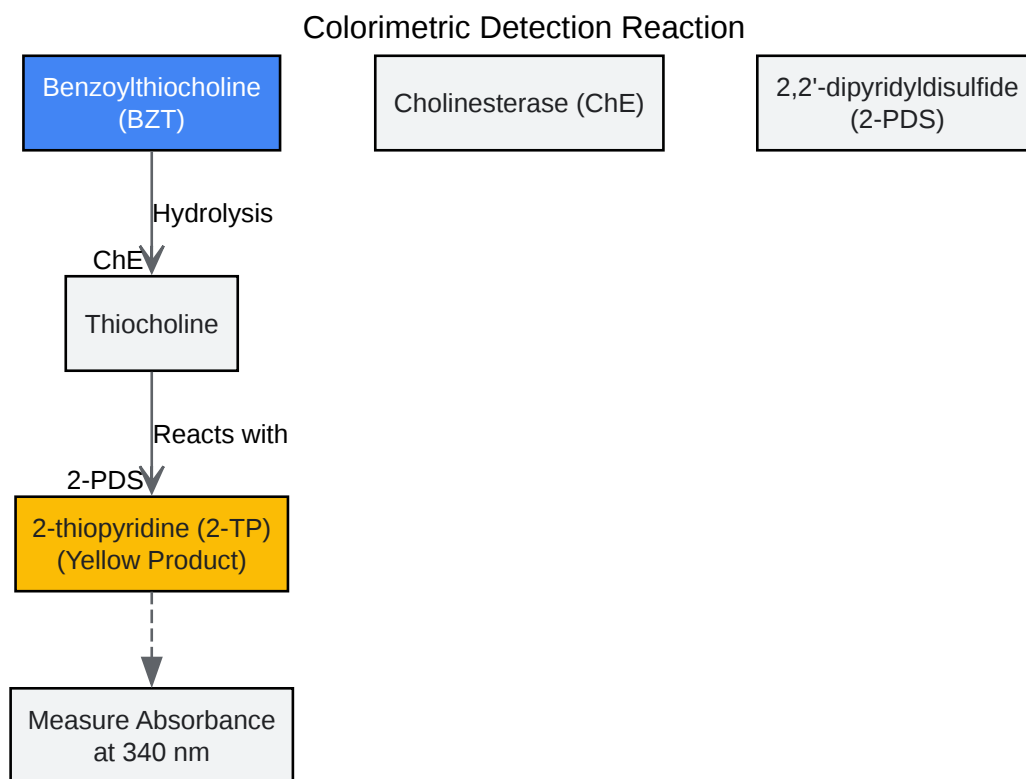 Colorimetric Detection Reaction
Benzoylthiocholine
(BZT)
Cholinesterase (ChE)
2,2'-dipyridyldisulfide
(2-PDS)
Hydrolysis
ChE
Thiocholine
Reacts with
2-PDS
2-thiopyridine (2-TP)
(Yellow Product)
Measure Absorbance
at 340 nm